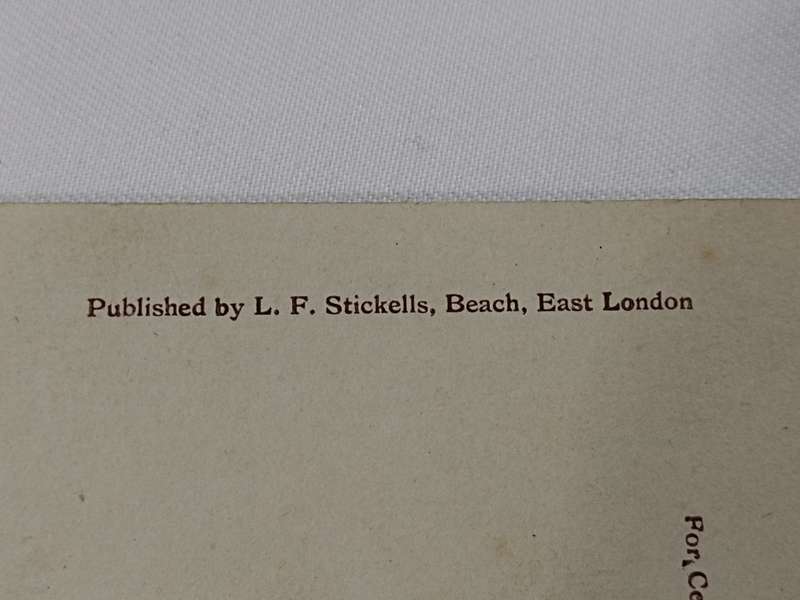 Published by L. F. Stickells, Beach, East London
For